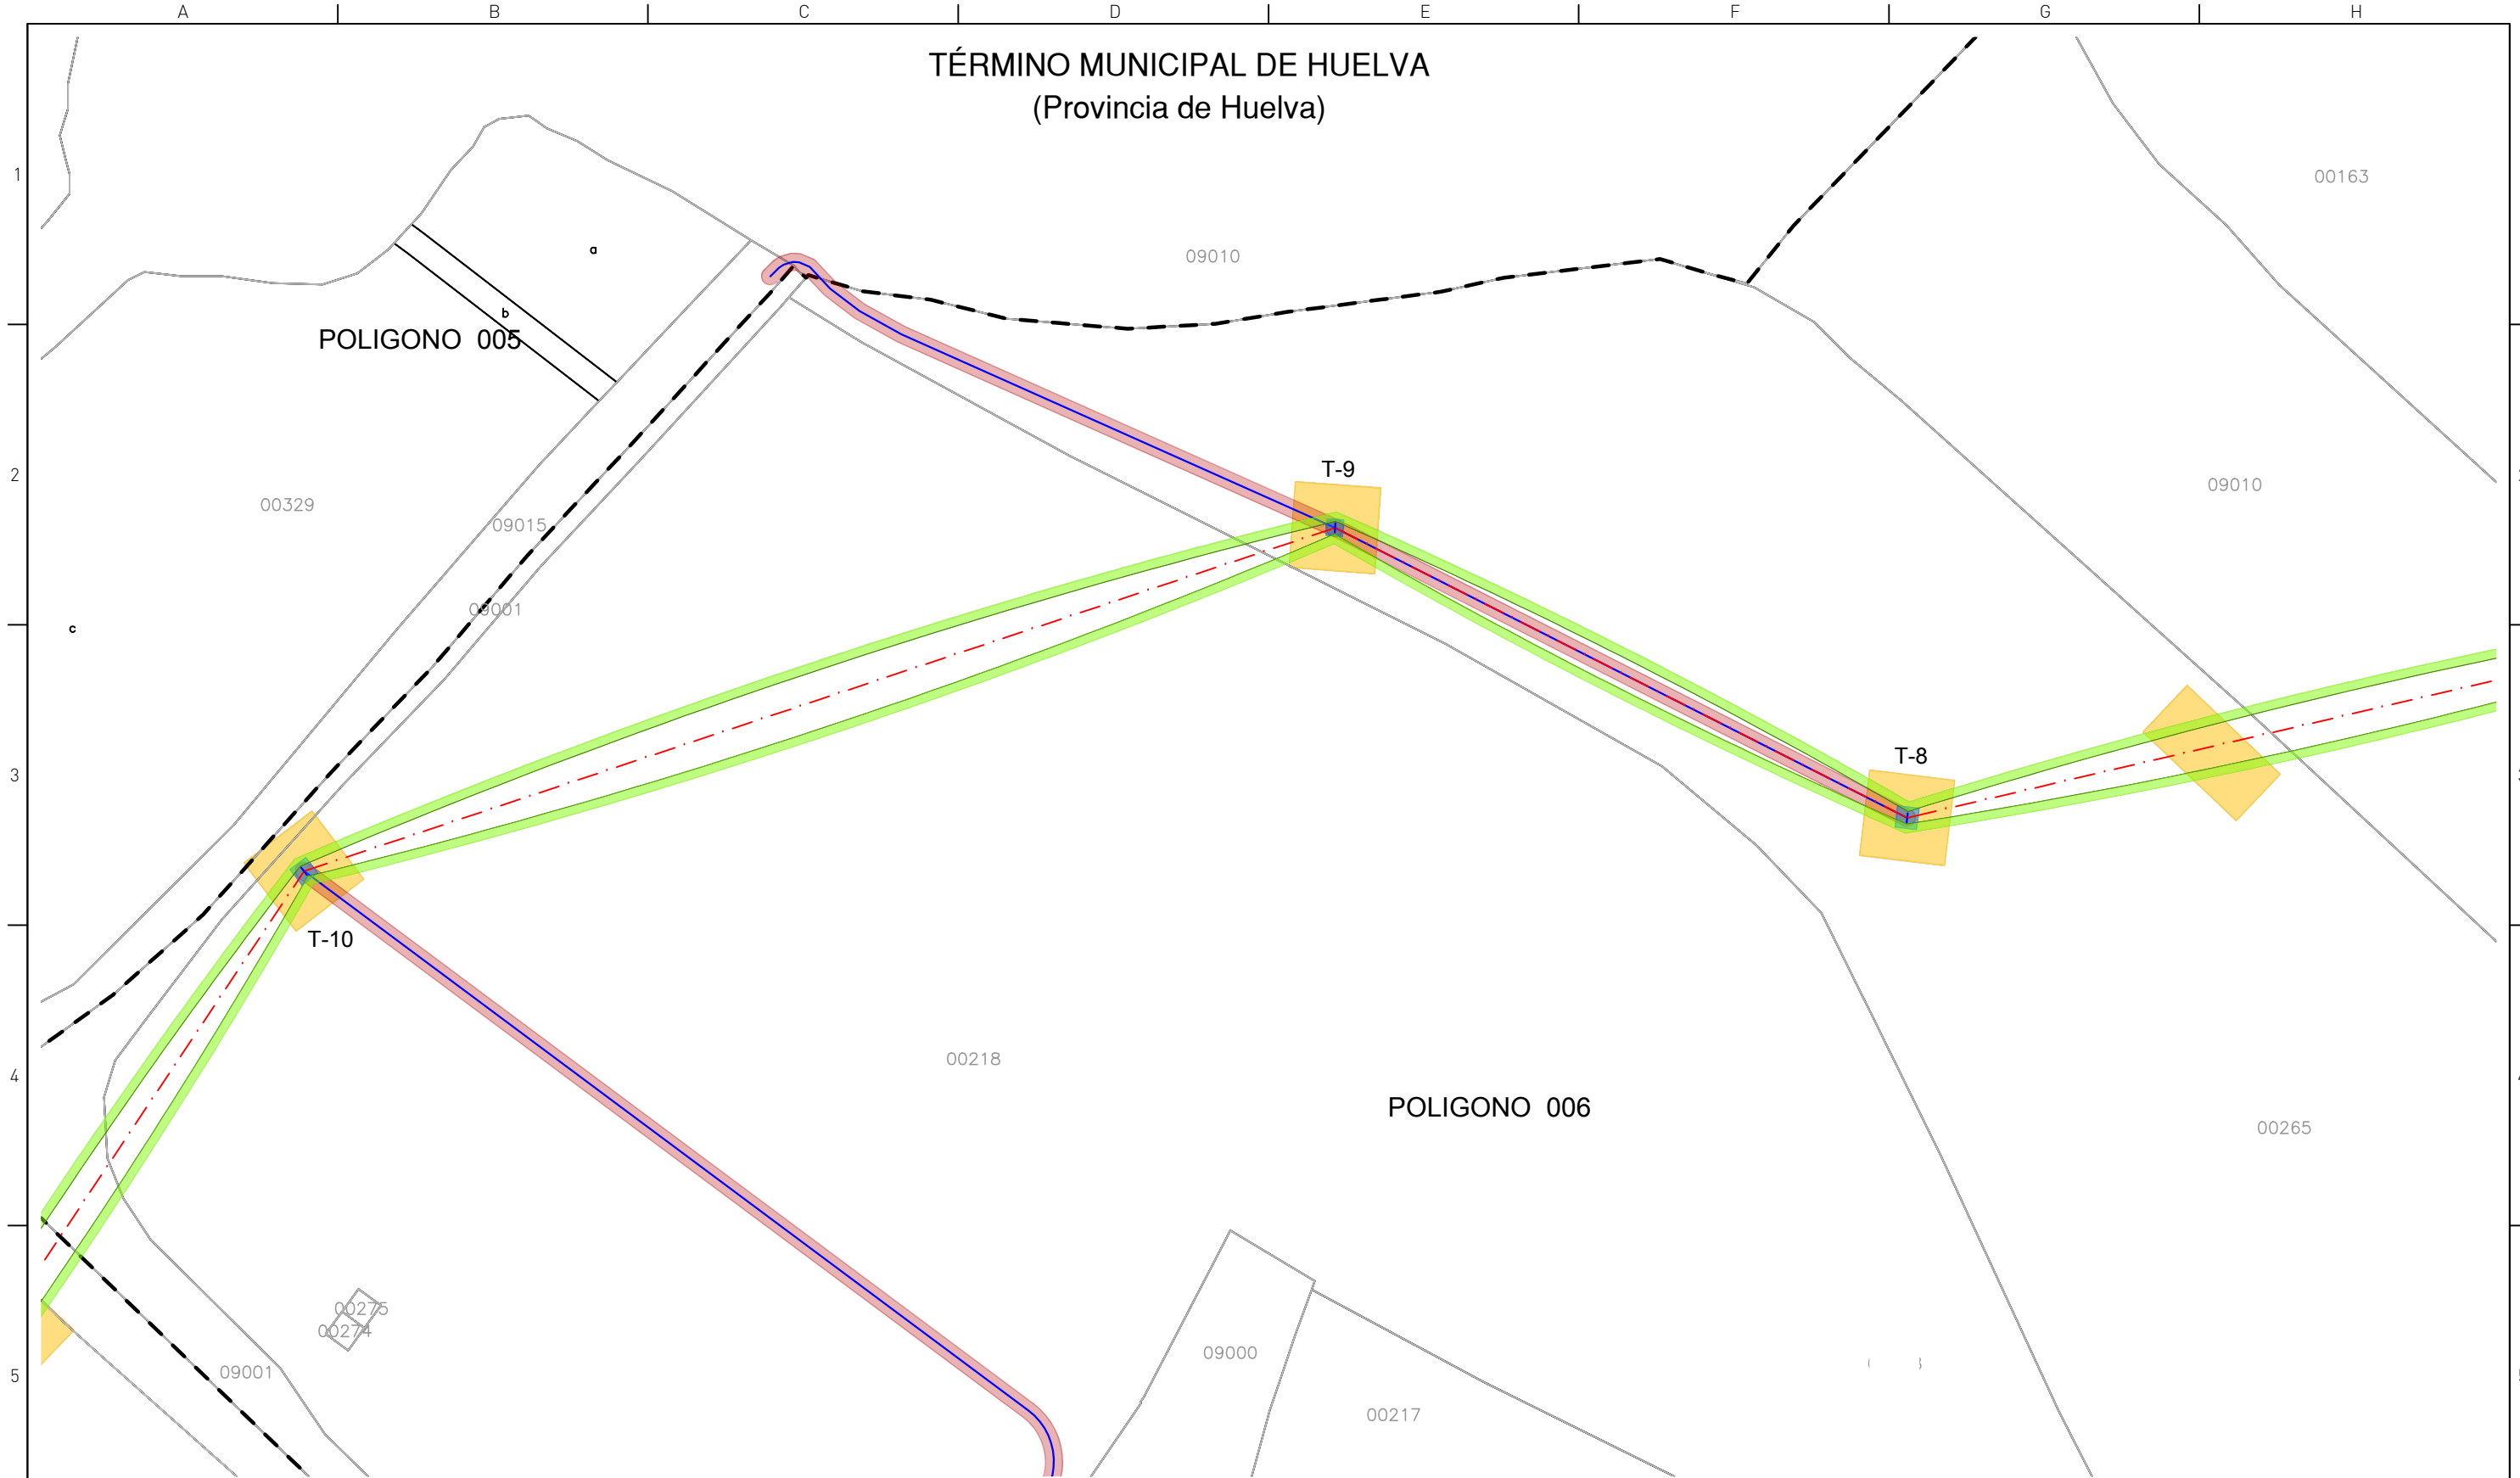 A B C D E F G H
TÉRMINO MUNICIPAL DE HUELVA
(Provincia de Huelva)
1
00163
a
09010
b
POLIGONO 005
T-9
2
09010
00329
09015
09001
c
T-8
3
T-10
00218
4
POLIGONO 006
00265
00275
00274
09000
09001
5
00217